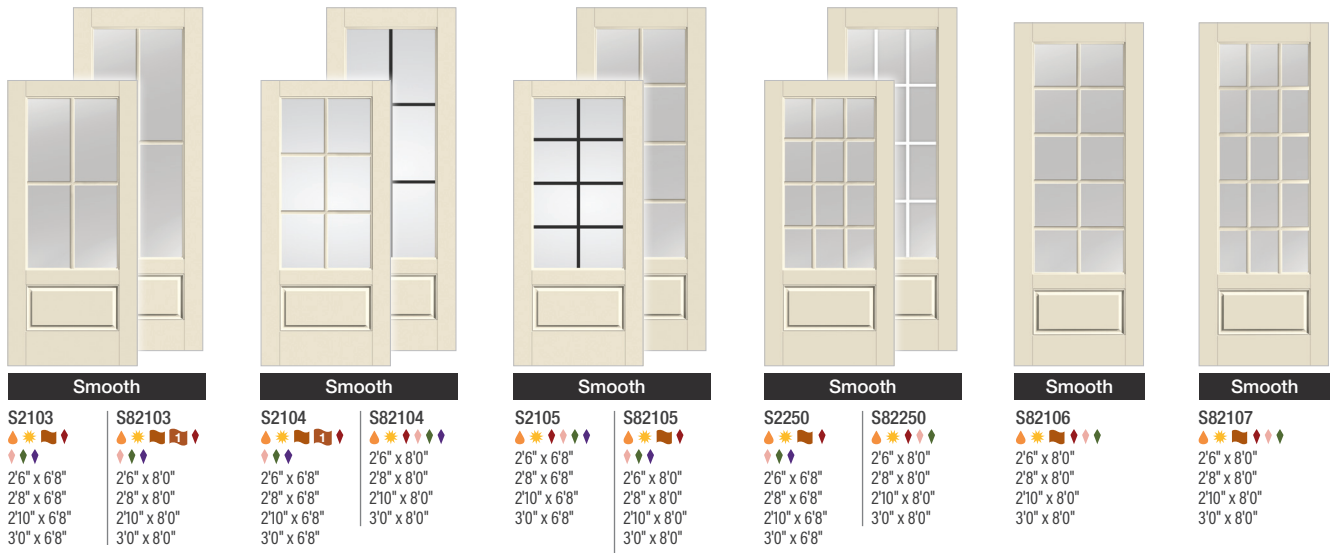 Smooth
S2103
2'6" x 6'8"
2'8" x 6'8"
2'10" x 6'8"
3'0" x 6'8"
S82103
1
2'6" x 8'0"
2'8" x 8'0"
2'10" x 8'0"
3'0" x 8'0"
Smooth
S2104
1
2'6" x 6'8"
2'8" x 6'8"
2'10" x 6'8"
3'0" x 6'8"
S82104
2'6" x 8'0"
2'8" x 8'0"
2'10" x 8'0"
3'0" x 8'0"
Smooth
S2105
2'6" x 6'8"
2'8" x 6'8"
2'10" x 6'8"
3'0" x 6'8"
S82105
2'6" x 8'0"
2'8" x 8'0"
2'10" x 8'0"
3'0" x 8'0"
Smooth
S2250
2'6" x 6'8"
2'8" x 6'8"
2'10" x 6'8"
3'0" x 6'8"
S82250
2'6" x 8'0"
2'8" x 8'0"
2'10" x 8'0"
3'0" x 8'0"
Smooth
S82106
2'6" x 8'0"
2'8" x 8'0"
2'10" x 8'0"
3'0" x 8'0"
Smooth
S82107
2'6" x 8'0"
2'8" x 8'0"
2'10" x 8'0"
3'0" x 8'0"